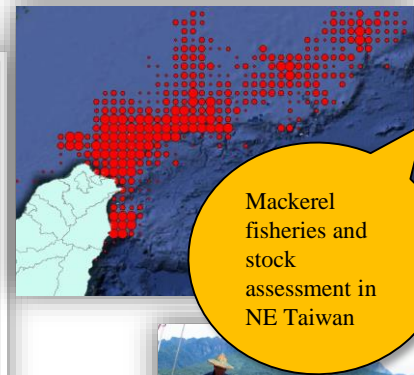 Mackerel
fisheries and
stock
assessment in
NE Taiwan